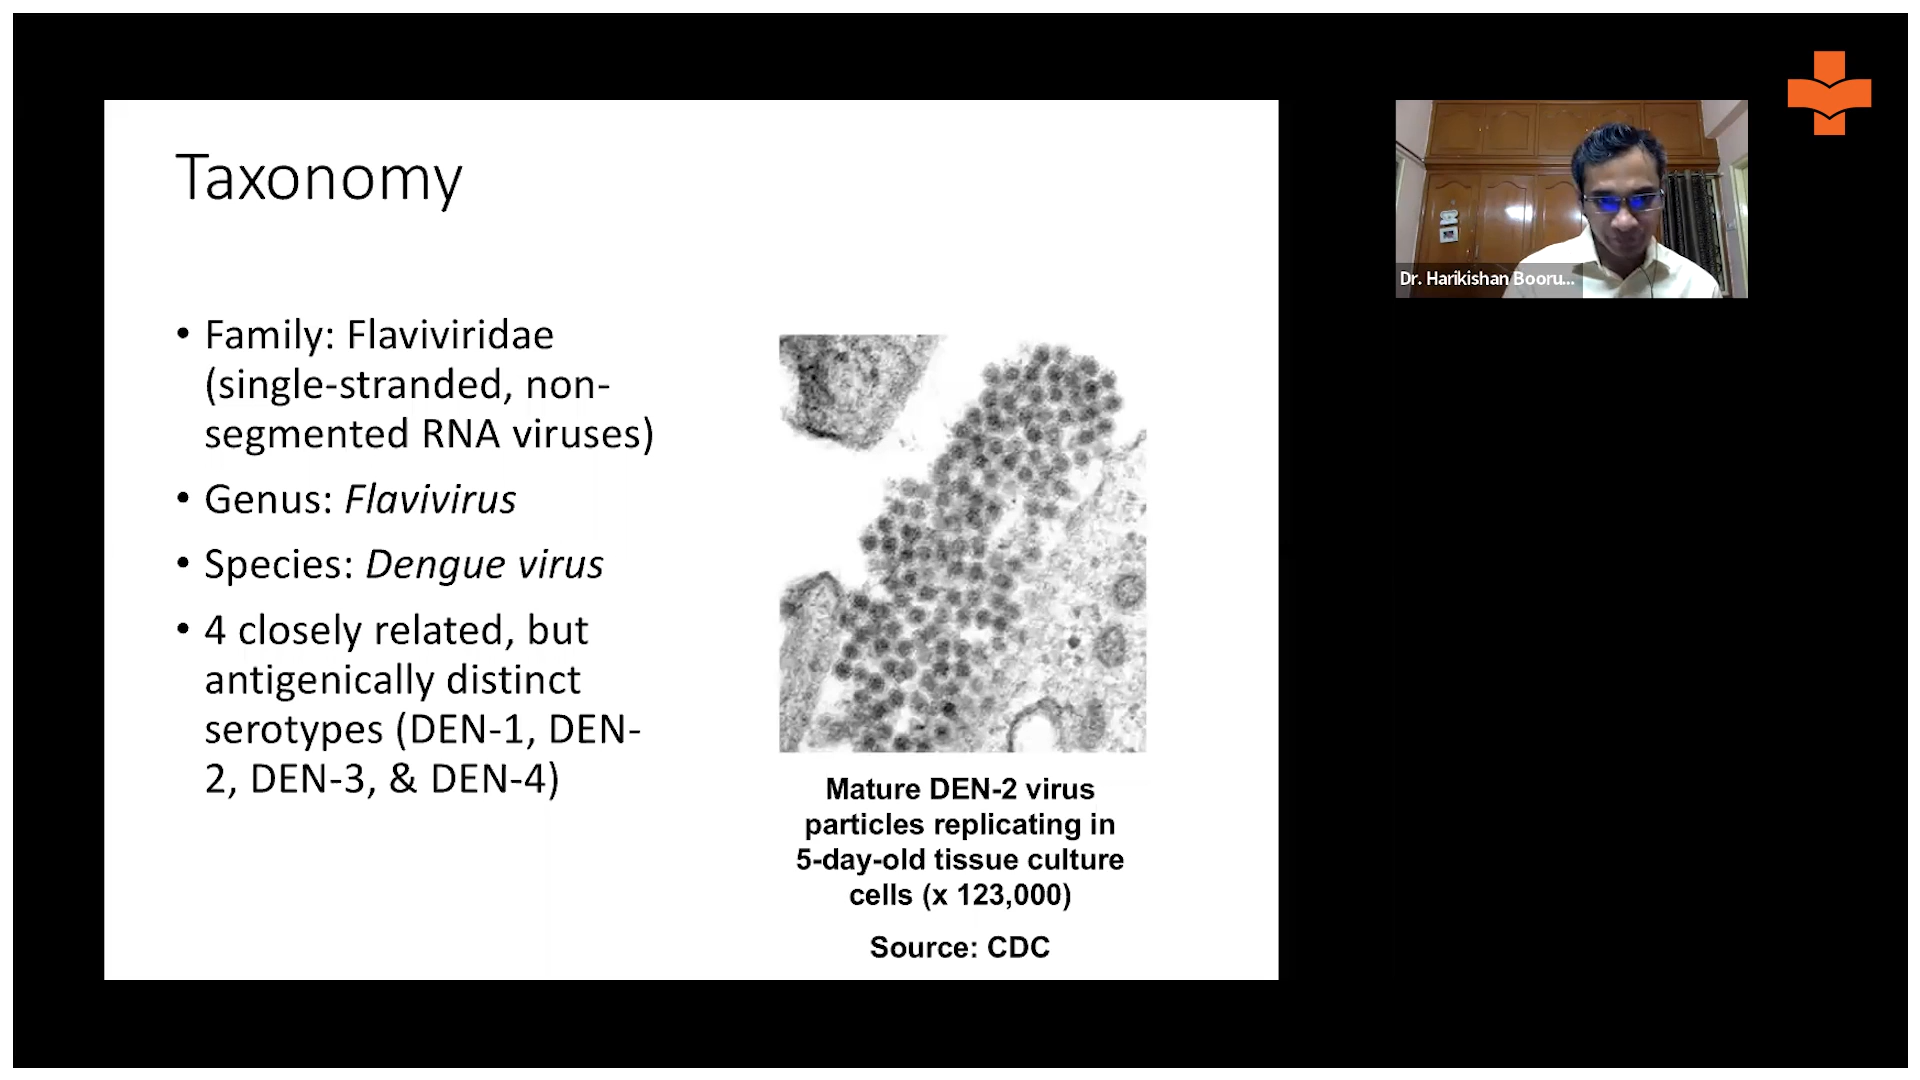 Taxonomy
• Family: Flaviviridae
(single-stranded, non-
segmented RNA viruses)
• Genus: Flavivirus
• Species: Dengue virus
• 4 closely related, but
antigenically distinct
serotypes (DEN-1, DEN-
2, DEN-3, & DEN-4)
Mature DEN-2 virus
particles replicating in
5-day-old tissue culture
cells (x 123,000)
Source: CDC
Dr. Harikishan Booru...